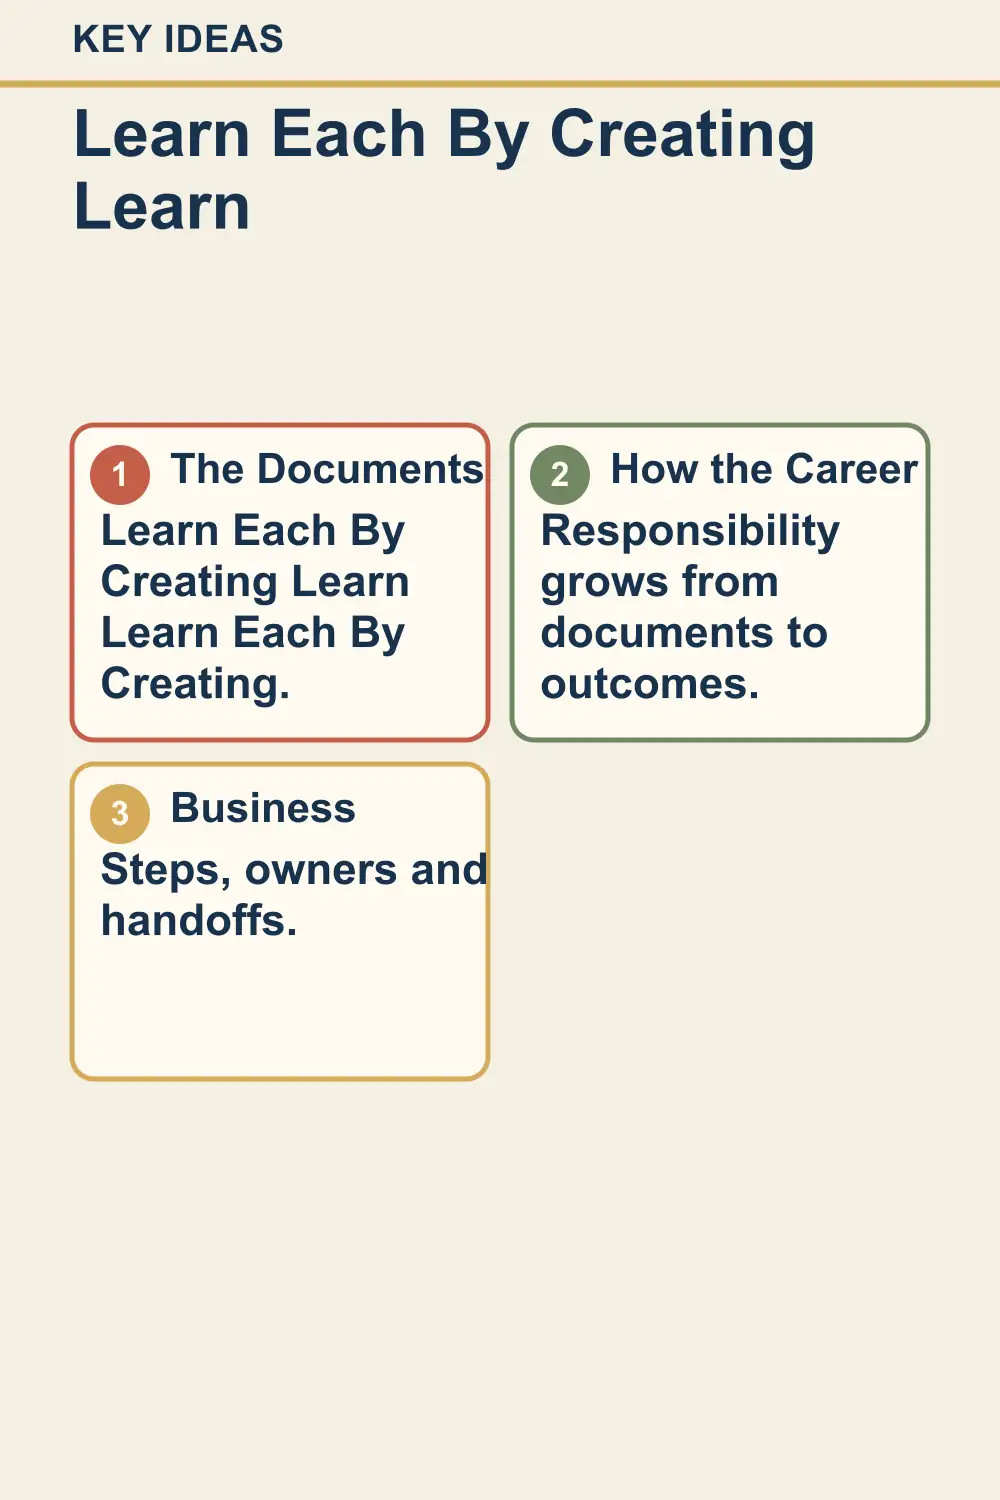 KEY IDEAS
Learn Each By Creating
Learn
1 The Documents
Learn Each By
Creating Learn
Learn Each By
Creating.
2 How the Career
Responsibility
grows from
documents to
outcomes.
3 Business
Steps, owners and
handoffs.